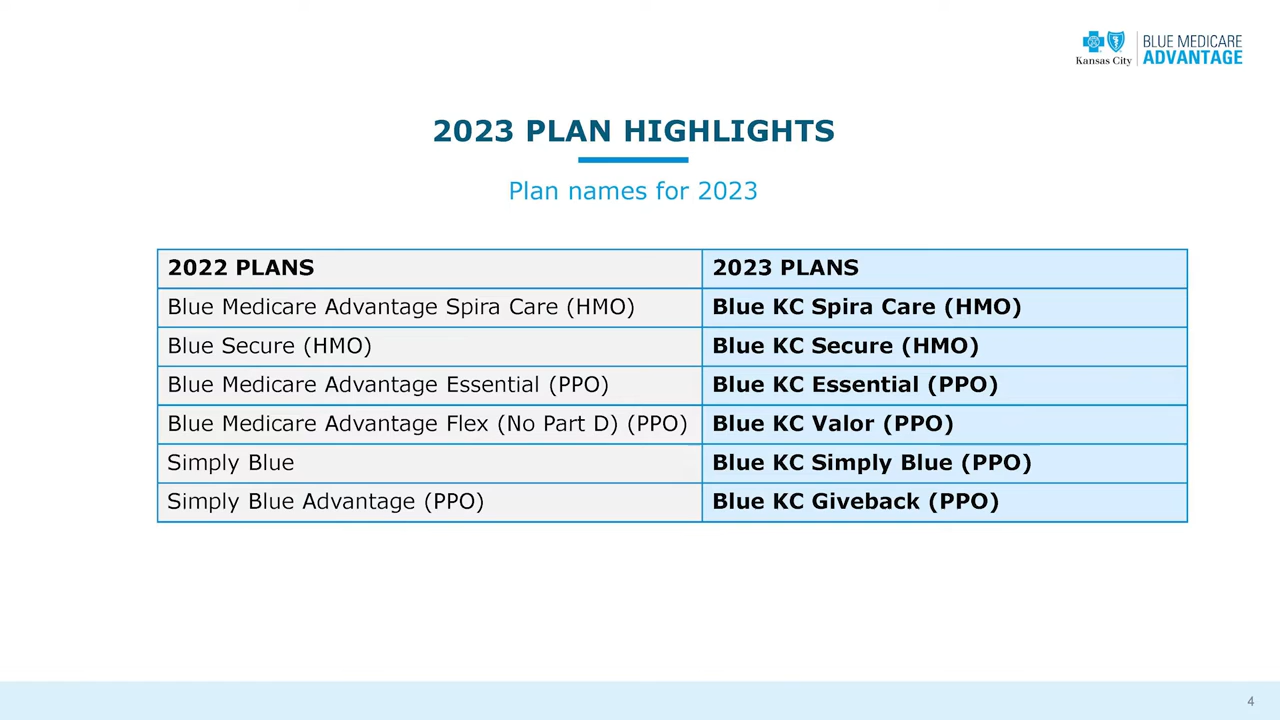 Kansas City
BLUE MEDICARE
ADVANTAGE
2023 PLAN HIGHLIGHTS
Plan names for 2023
2022 PLANS 2023 PLANS
Blue Medicare Advantage Spira Care (HMO) Blue KC Spira Care (HMO)
Blue Secure (HMO) Blue KC Secure (HMO)
Blue Medicare Advantage Essential (PPO) Blue KC Essential (PPO)
Blue Medicare Advantage Flex (No Part D) (PPO) Blue KC Valor (PPO)
Simply Blue Blue KC Simply Blue (PPO)
Simply Blue Advantage (PPO) Blue KC Giveback (PPO)
4